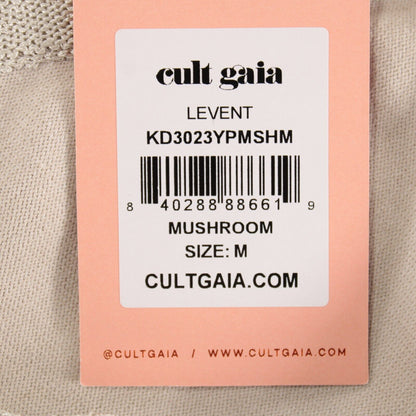 cult gaia
LEVENT
KD3023YPMSHM
8 40288 88661 9
MUSHROOM
SIZE: M
CULTGAIA.COM
@CULTGAIA / WWW.CULTGAIA.COM